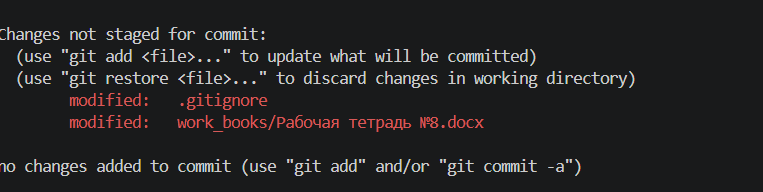 Changes not staged for commit:
(use "git add <file>..." to update what will be committed)
(use "git restore <file>..." to discard changes in working directory)
modified: .gitignore
modified: work_books/Рабочая тетрадь №8.docx
no changes added to commit (use "git add" and/or "git commit -a")